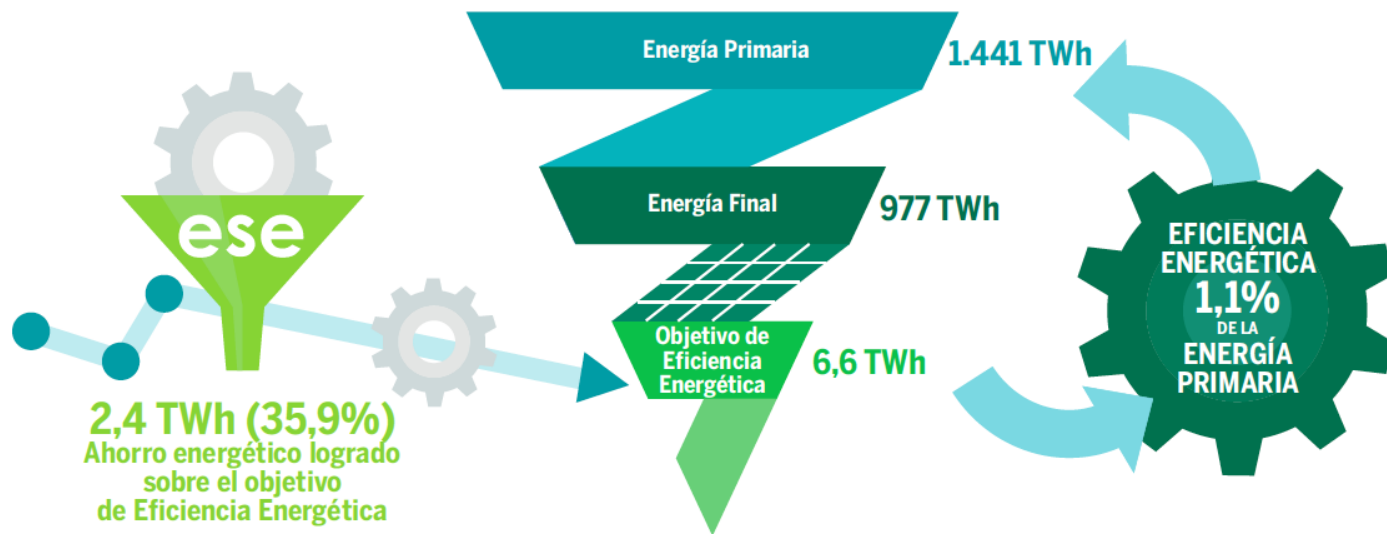 Energía Primaria
1.441 TWh
Energía Final
977 TWh
Objetivo de
Eficiencia
Energética
6,6 TWh
ese
2,4 TWh (35,9%)
Ahorro energético logrado
sobre el objetivo
de Eficiencia Energética
EFICIENCIA
ENERGÉTICA
1,1%
DE LA
ENERGÍA
PRIMARIA